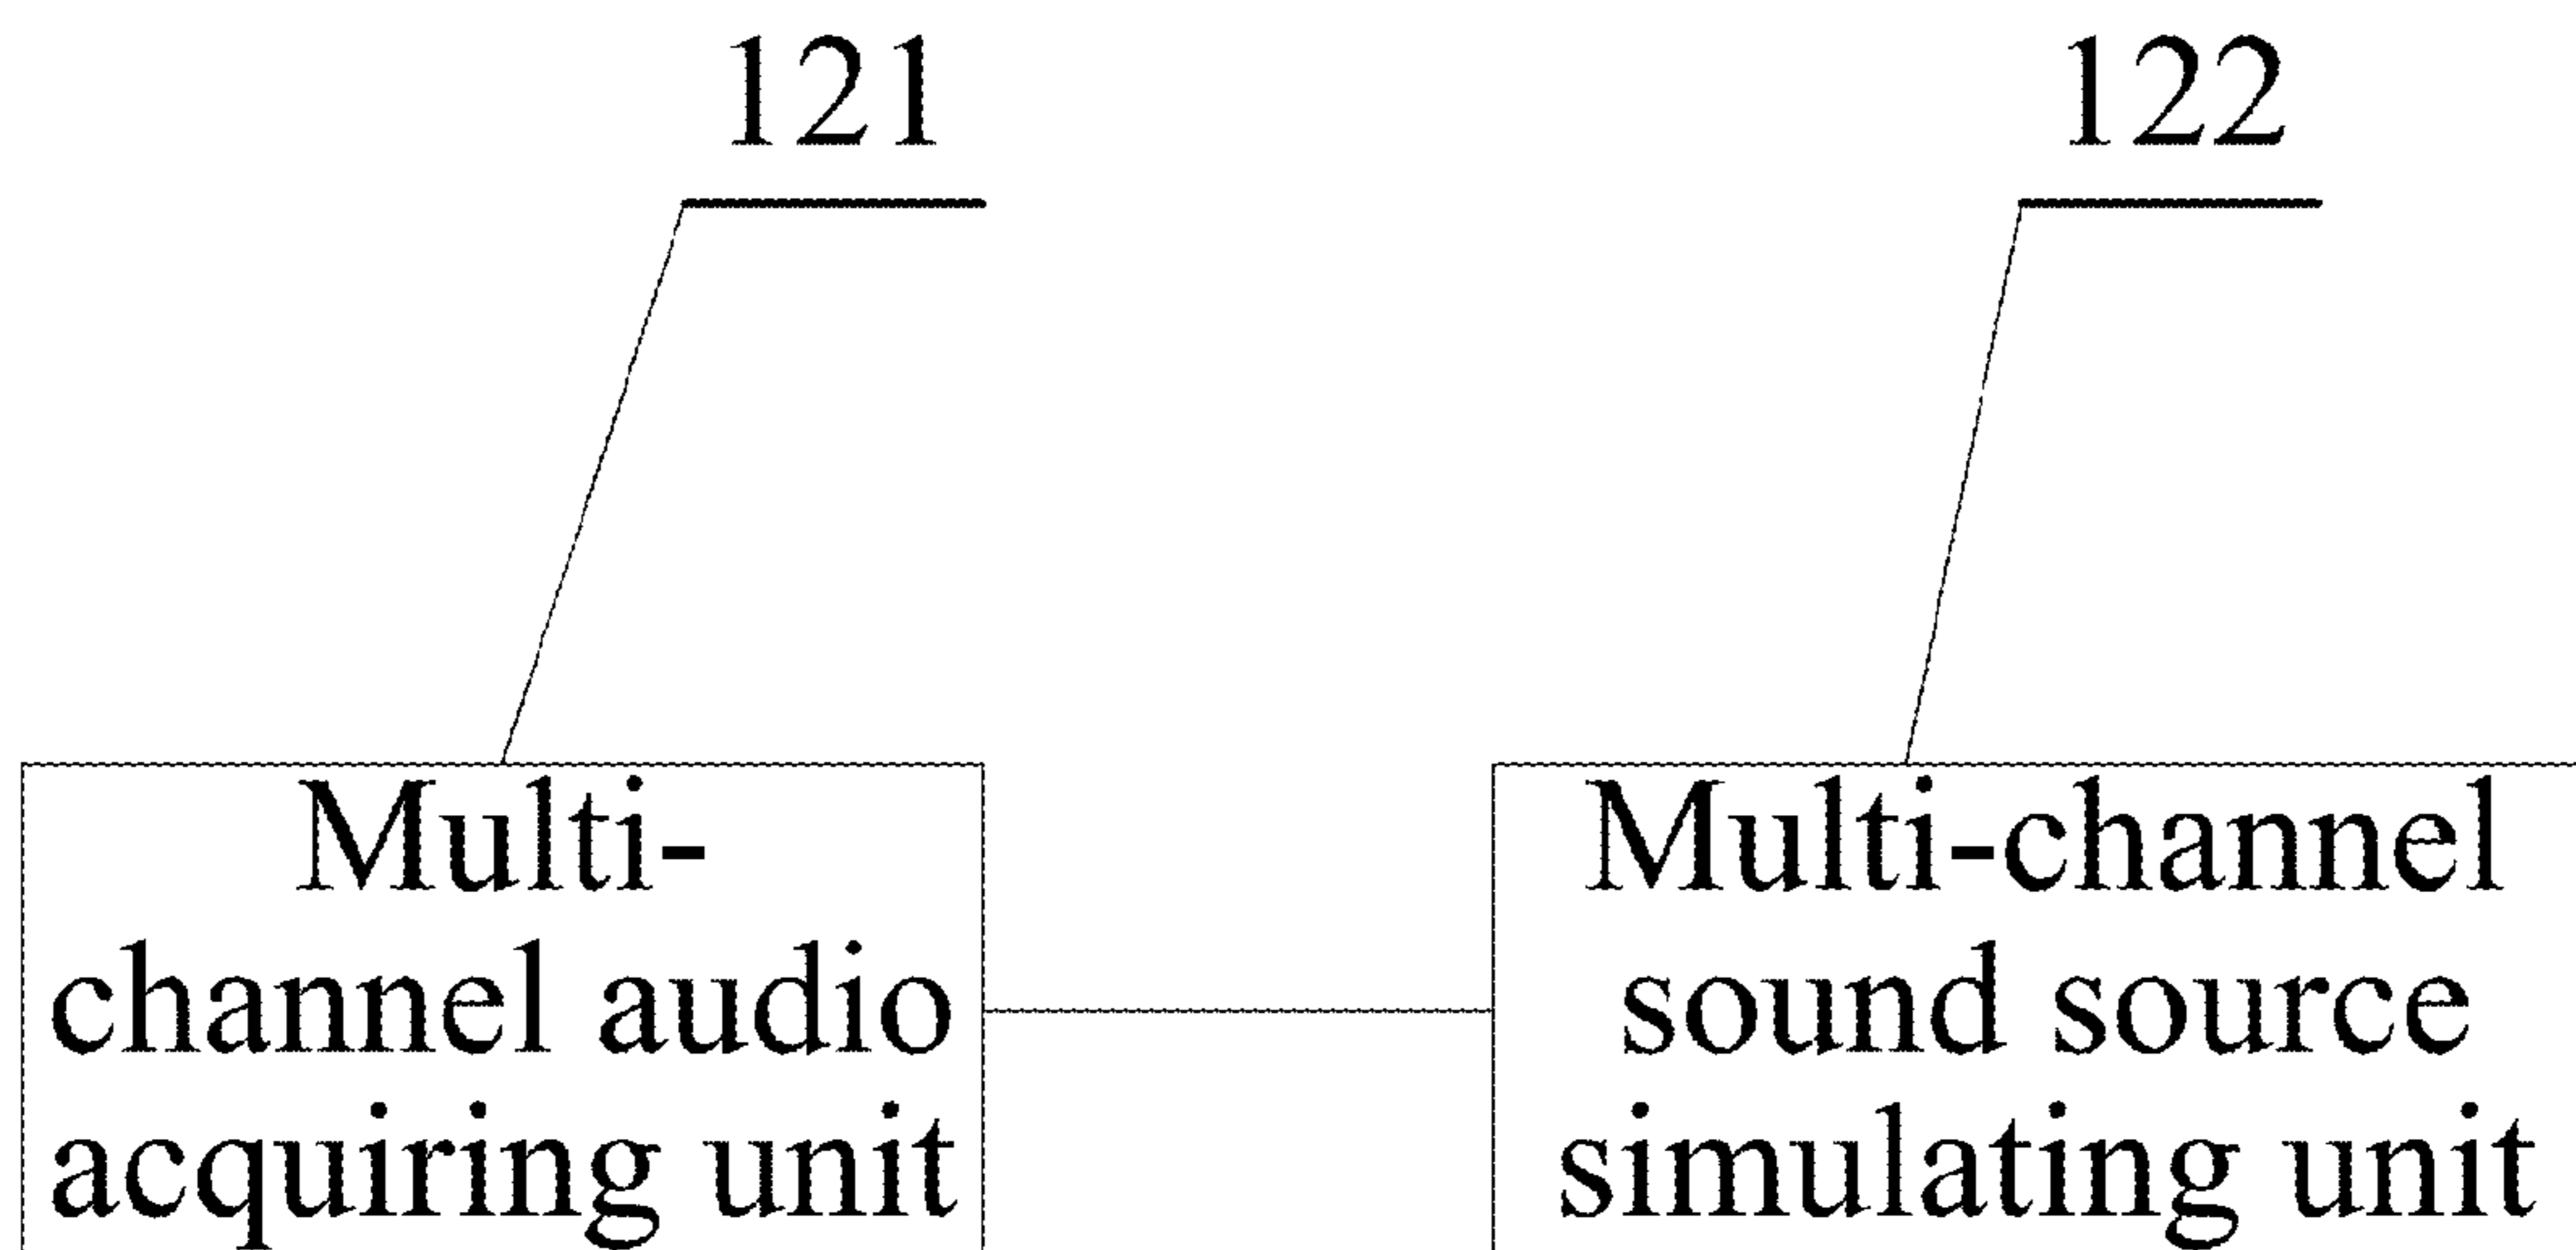 121
122
Multi-
channel audio
acquiring unit
Multi-channel
sound source
simulating unit